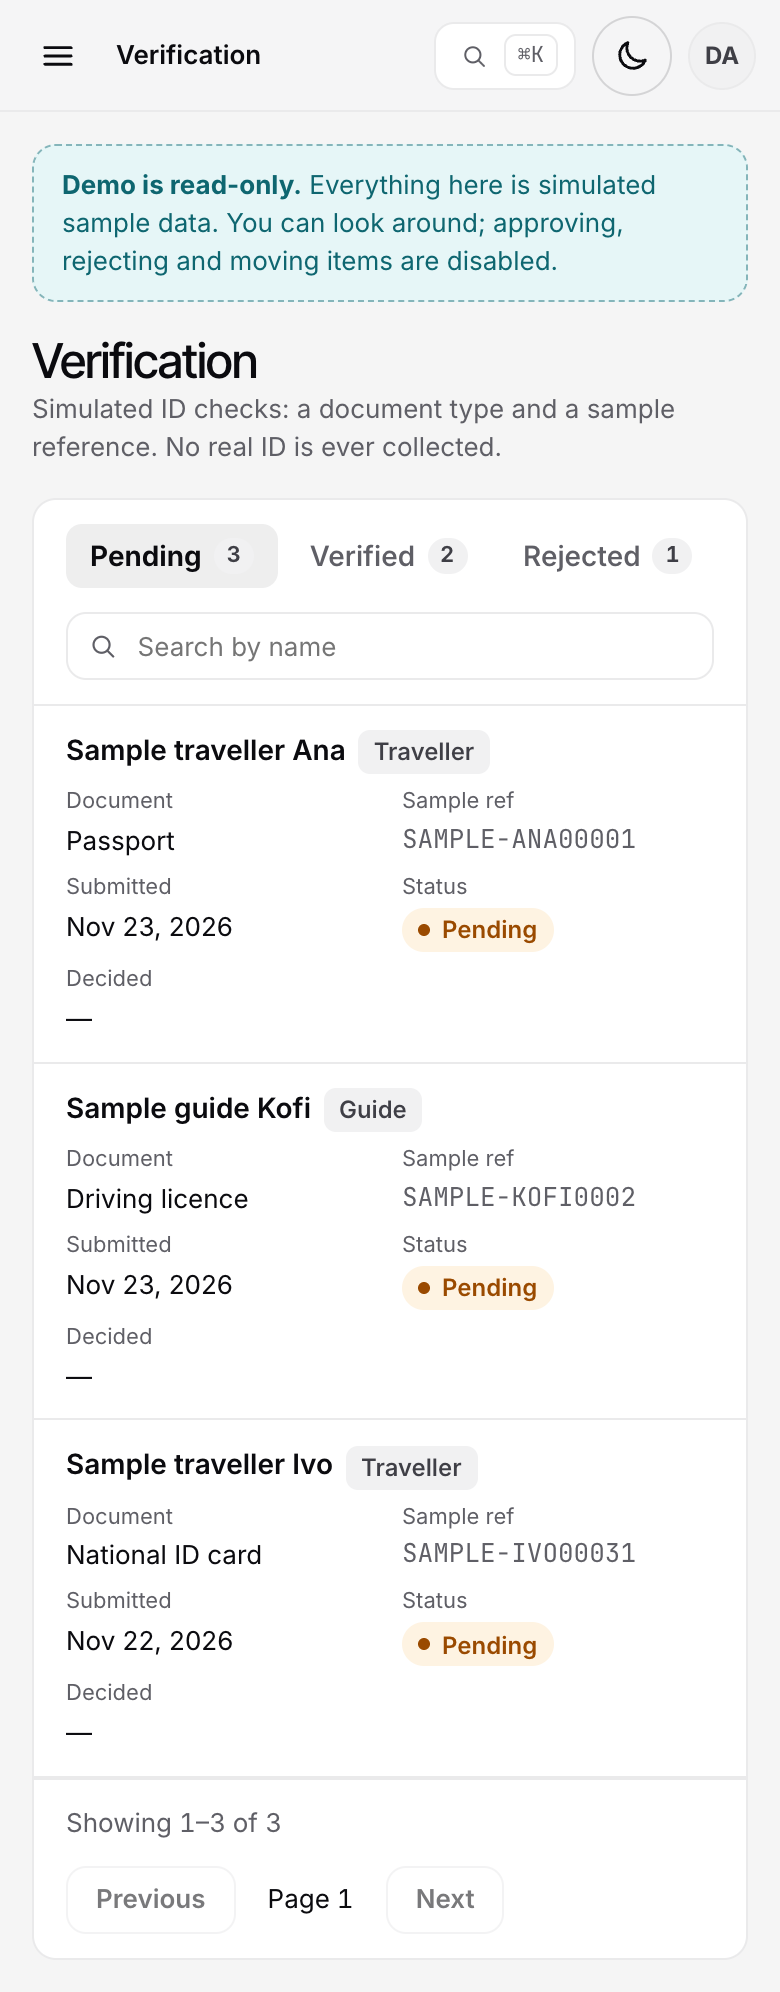 Verification
⌘K
DA
Demo is read-only. Everything here is simulated
sample data. You can look around; approving,
rejecting and moving items are disabled.
Verification
Simulated ID checks: a document type and a sample
reference. No real ID is ever collected.
Pending 3 Verified 2 Rejected 1
Search by name
Sample traveller Ana Traveller
Document Sample ref
Passport SAMPLE-ANA00001
Submitted Status
Nov 23, 2026 Pending
Decided
—
Sample guide Kofi Guide
Document Sample ref
Driving licence SAMPLE-KOFI0002
Submitted Status
Nov 23, 2026 Pending
Decided
—
Sample traveller Ivo Traveller
Document Sample ref
National ID card SAMPLE-IVO00031
Submitted Status
Nov 22, 2026 Pending
Decided
—
Showing 1–3 of 3
Previous Page 1 Next